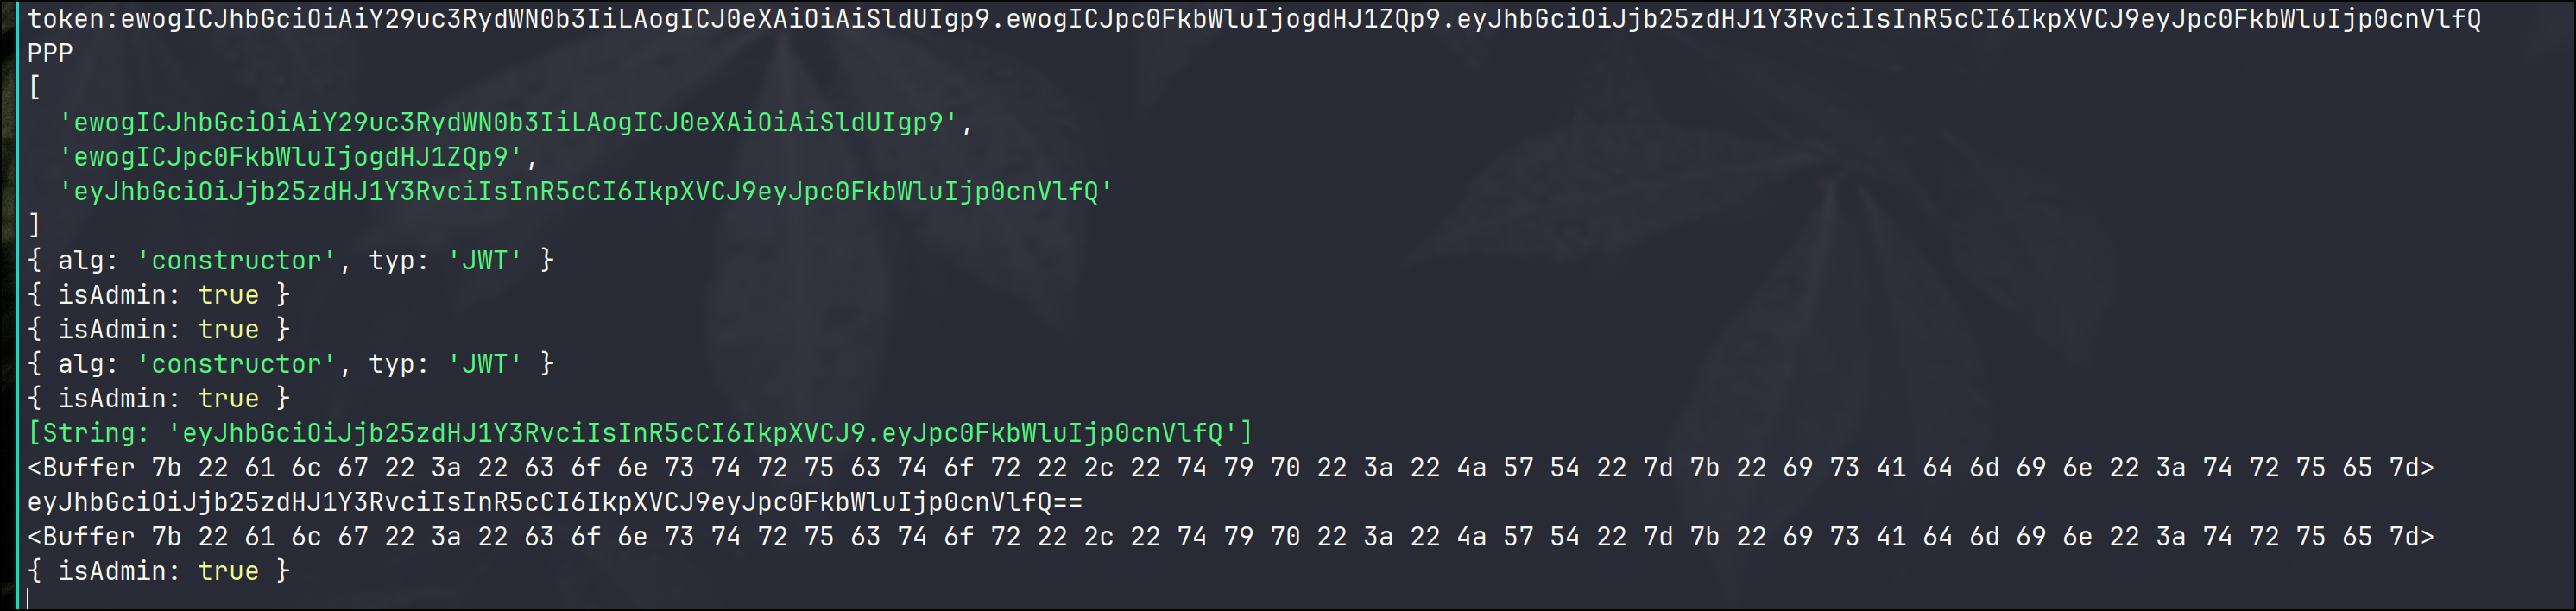 token:ewogICJhbGciOiAiY29uc3RydWN0b3IiLAogICJ0eXAiOiAiSldUIgp9.ewogICJpc0FkbWluIjogdHJ1ZQp9.eyJhbGciOiJjb25zdHJ1Y3RvciIsInR5cCI6IkpXVCJ9eyJpc0FkbWluIjp0cnVlfQ
PPP
[
  'ewogICJhbGciOiAiY29uc3RydWN0b3IiLAogICJ0eXAiOiAiSldUIgp9',
  'ewogICJpc0FkbWluIjogdHJ1ZQp9',
  'eyJhbGciOiJjb25zdHJ1Y3RvciIsInR5cCI6IkpXVCJ9eyJpc0FkbWluIjp0cnVlfQ'
]
{ alg: 'constructor', typ: 'JWT' }
{ isAdmin: true }
{ isAdmin: true }
{ alg: 'constructor', typ: 'JWT' }
{ isAdmin: true }
[String: 'eyJhbGciOiJjb25zdHJ1Y3RvciIsInR5cCI6IkpXVCJ9.eyJpc0FkbWluIjp0cnVlfQ']
<Buffer 7b 22 61 6c 67 22 3a 22 63 6f 6e 73 74 72 75 63 74 6f 72 22 2c 22 74 79 70 22 3a 22 4a 57 54 22 7d 7b 22 69 73 41 64 6d 69 6e 22 3a 74 72 75 65 7d>
eyJhbGciOiJjb25zdHJ1Y3RvciIsInR5cCI6IkpXVCJ9eyJpc0FkbWluIjp0cnVlfQ==
<Buffer 7b 22 61 6c 67 22 3a 22 63 6f 6e 73 74 72 75 63 74 6f 72 22 2c 22 74 79 70 22 3a 22 4a 57 54 22 7d 7b 22 69 73 41 64 6d 69 6e 22 3a 74 72 75 65 7d>
{ isAdmin: true }